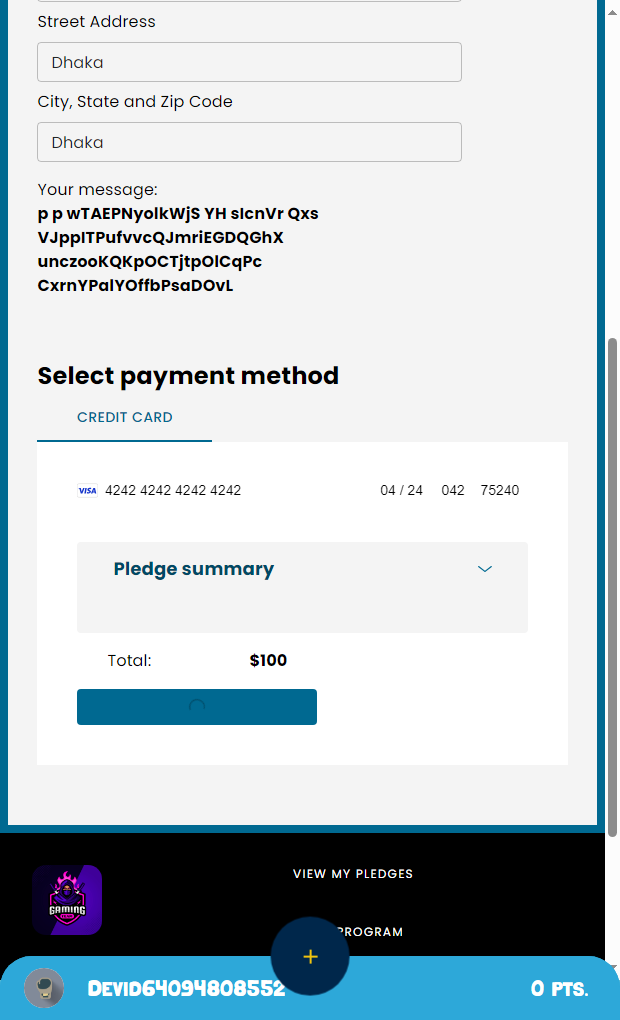 Street Address
Dhaka
City, State and Zip Code
Dhaka
Your message:
p p wTAEPNyolkWjS YH sIcnVr Qxs
VJppITPufvvcQJmriEGDQGhX
unczooKQKpOCTjtpOlCqPc
CxrnYPalYOffbPsaDOvL
Select payment method
CREDIT CARD
VISA 4242 4242 4242 4242 04 / 24 042 75240
Pledge summary
Total: $100
VIEW MY PLEDGES
GAMING
PROGRAM
+
Devid64094808552 0 PTS.